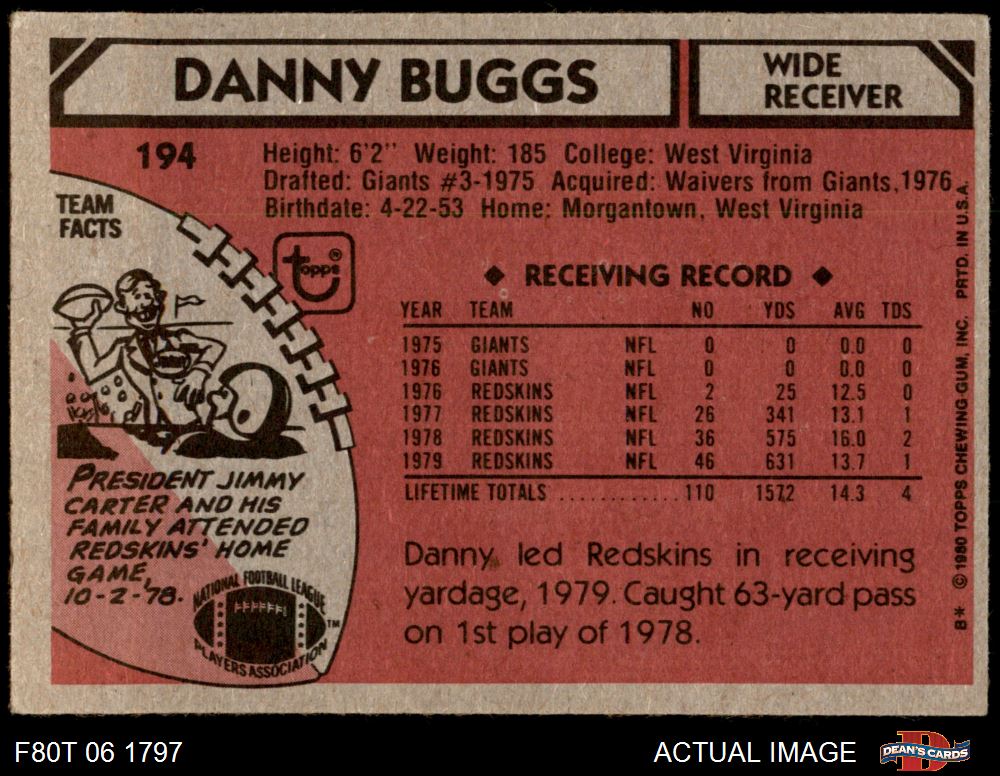 DANNY BUGGS
WIDE
RECEIVER
194
Height: 6'2" Weight: 185 College: West Virginia
Drafted: Giants #3-1975 Acquired: Waivers from Giants, 1976
Birthdate: 4-22-53 Home: Morgantown, West Virginia
TEAM
FACTS
topps®
◆ RECEIVING RECORD ◆
YEAR TEAM NO YDS AVG TDS
1975 GIANTS NFL 0 0 0.0 0
1976 GIANTS NFL 0 0 0.0 0
1976 REDSKINS NFL 2 25 12.5 0
1977 REDSKINS NFL 26 341 13.1 1
1978 REDSKINS NFL 36 575 16.0 2
1979 REDSKINS NFL 46 631 13.7 1
LIFETIME TOTALS ............ 110 1572 14.3 4
PRESIDENT JIMMY
CARTER AND HIS
FAMILY ATTENDED
REDSKINS' HOME
GAME,
10-2-78.
NATIONAL FOOTBALL LEAGUE
PLAYERS ASSOCIATION
TM
Danny led Redskins in receiving
yardage, 1979. Caught 63-yard pass
on 1st play of 1978.
B* © 1980 TOPPS CHEWING GUM, INC. PRTD. IN U.S.A.
F80T 06 1797
ACTUAL IMAGE
D
DEAN'S CARDS